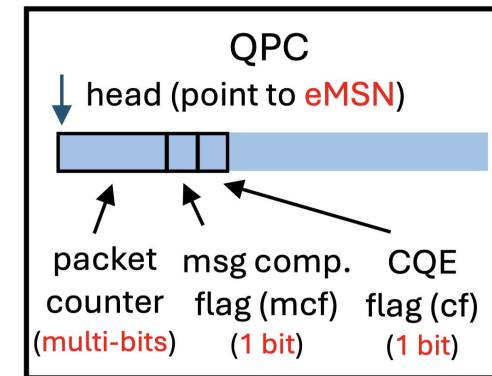 QPC
head (point to eMSN)
packet counter (multi-bits)
msg comp. flag (mcf) (1 bit)
CQE flag (cf) (1 bit)